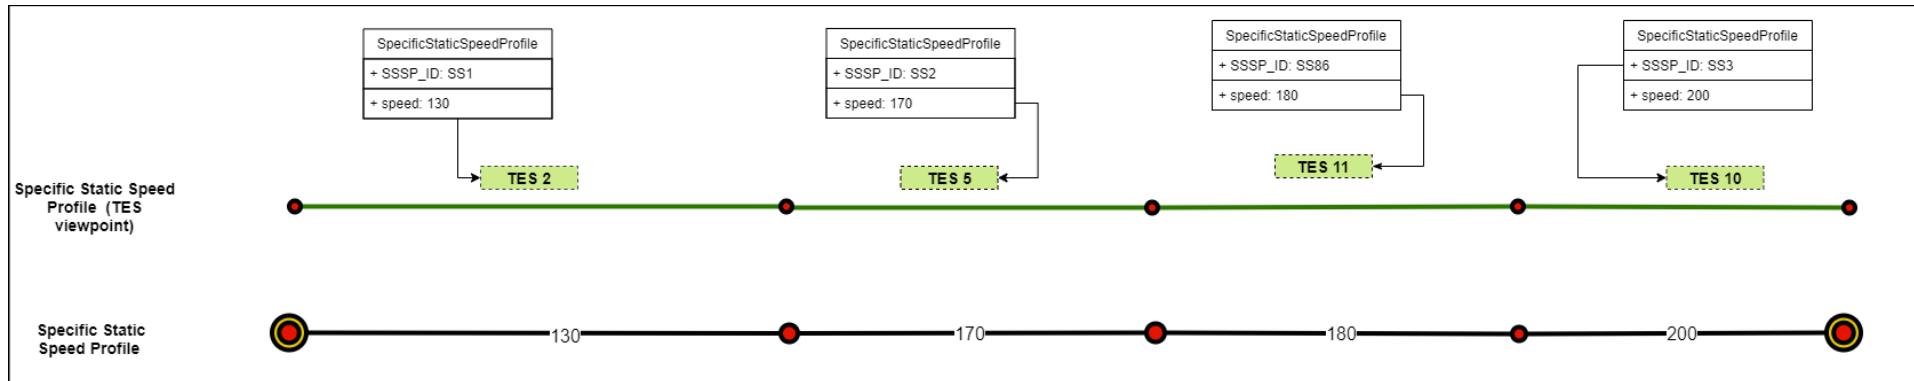 SpecificStaticSpeedProfile
+ SSSP_ID: SS1
+ speed: 130
SpecificStaticSpeedProfile
+ SSSP_ID: SS2
+ speed: 170
SpecificStaticSpeedProfile
+ SSSP_ID: SS86
+ speed: 180
SpecificStaticSpeedProfile
+ SSSP_ID: SS3
+ speed: 200
TES 2
TES 5
TES 11
TES 10
Specific Static Speed
Profile (TES
viewpoint)
Specific Static
Speed Profile
130
170
180
200